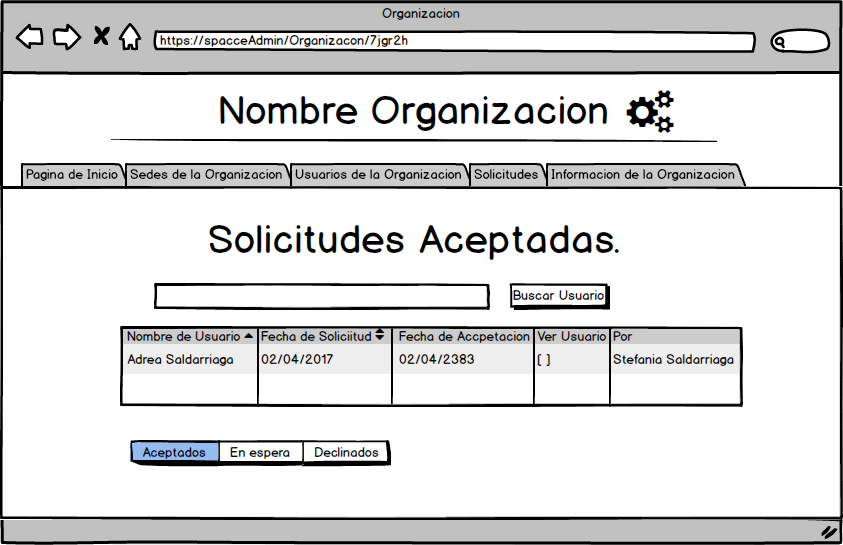 Organizacion
https://spacceAdmin/Organizacon/7jgr2h
Nombre Organizacion
Pagina de Inicio Sedes de la Organizacion Usuarios de la Organizacion Solicitudes Informacion de la Organizacion
Solicitudes Aceptadas.
Buscar Usuario
Nombre de Usuario Fecha de Soliciitud Fecha de Accpetacion Ver Usuario Por
Adrea Saldarriaga 02/04/2017 02/04/2383 [ ] Stefania Saldarriaga
Aceptados En espera Declinados